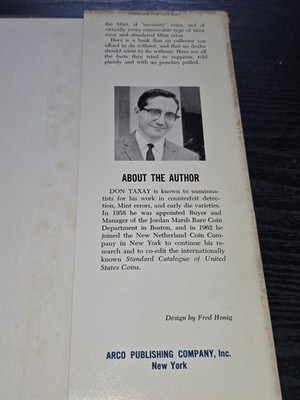 the Mint, of "necessity" coins, and of
virtually every conceivable type of Mint
error and simulated Mint error.
Here is a book that no collector can
afford to do without, and that no dealer
should want to do without. Here are all
the facts they tried to suppress, told
plainly and with no punches pulled.
ABOUT THE AUTHOR
DON TAXAY is known to numisma-
tists for his work in counterfeit detec-
tion, Mint errors, and early die varieties.
In 1958 he was appointed Buyer and
Manager of the Jordan Marsh Rare Coin
Department in Boston, and in 1962 he
joined the New Netherland Coin Com-
pany in New York to continue his re-
search and to co-edit the internationally
known Standard Catalogue of United
States Coins.
Design by Fred Honig
ARCO PUBLISHING COMPANY, Inc.
New York